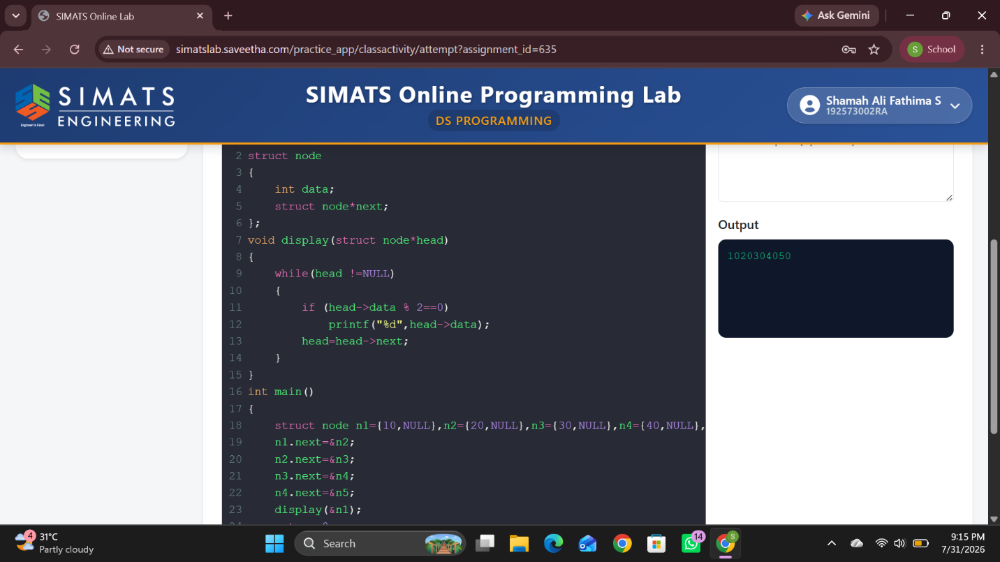 SIMATS Online Lab
Ask Gemini
Not secure
simatslab.saveetha.com/practice_app/classactivity/attempt?assignment_id=635
S School
SIMATS
ENGINEERING
Engineer to Excel
SIMATS Online Programming Lab
DS PROGRAMMING
Shamah Ali Fathima S
192573002RA
2 struct node
3 {
4 int data;
5 struct node*next;
6 };
7 void display(struct node*head)
8 {
9 while(head !=NULL)
10 {
11 if (head->data % 2==0)
12 printf("%d",head->data);
13 head=head->next;
14 }
15 }
16 int main()
17 {
18 struct node n1={10,NULL},n2={20,NULL},n3={30,NULL},n4={40,NULL},
19 n1.next=&n2;
20 n2.next=&n3;
21 n3.next=&n4;
22 n4.next=&n5;
23 display(&n1);
Output
1020304050
4
31°C
Partly cloudy
Search
14
S
9:15 PM
7/31/2026